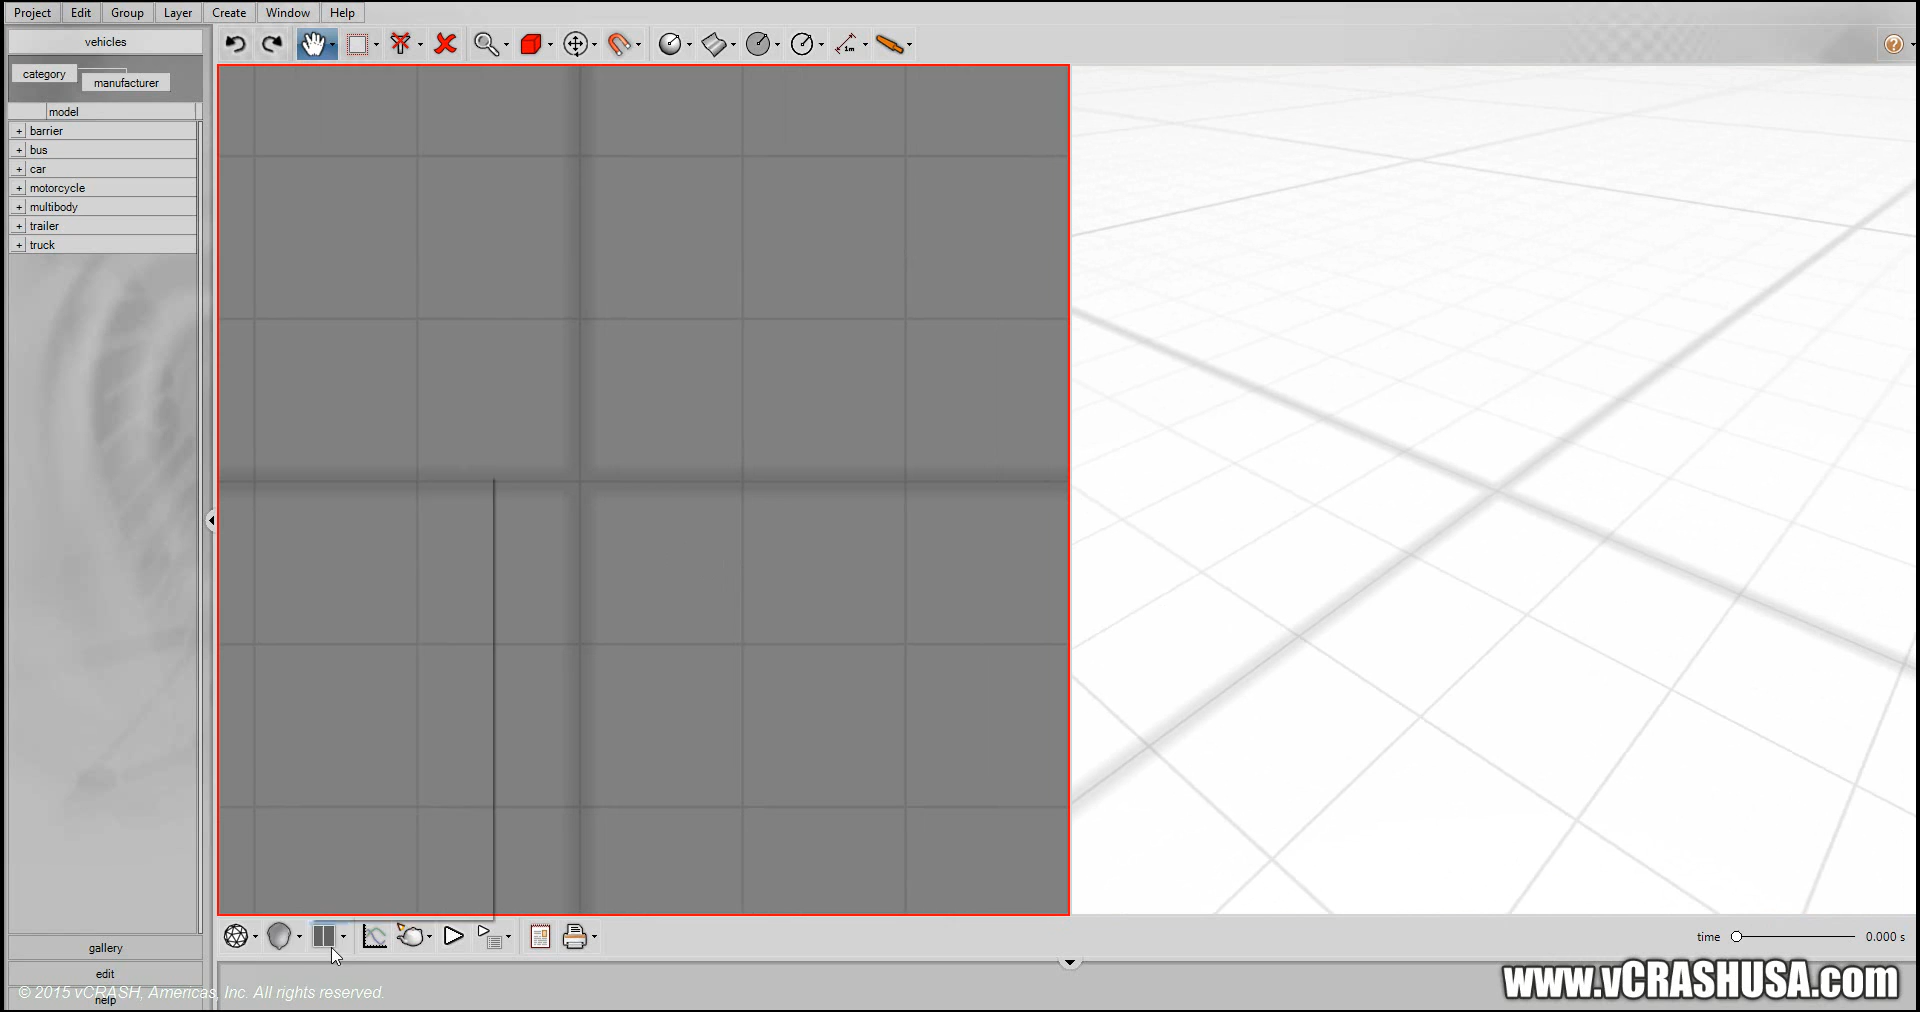 Project Edit Group Layer Create Window Help
vehicles
category
manufacturer
model
+ barrier
+ bus
+ car
+ motorcycle
+ multibody
+ trailer
+ truck
1m
?
time 0.000 s
gallery
edit
help
© 2015 vCRASH, Americas, Inc. All rights reserved.
www.vCRASHUSA.com